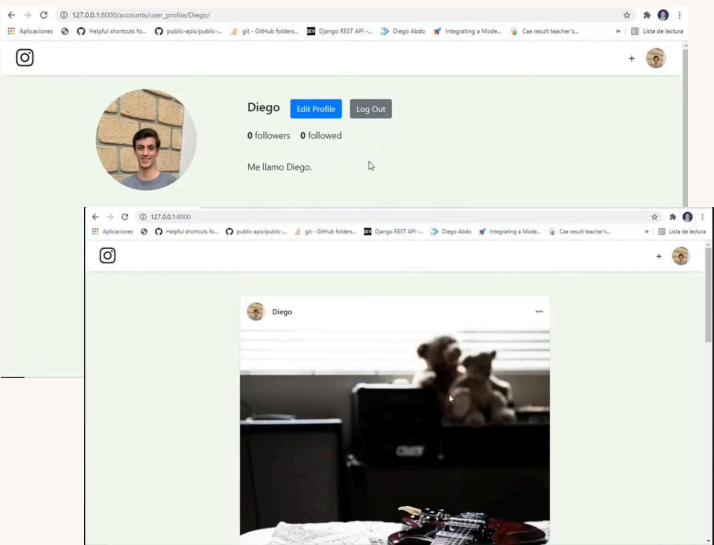 127.0.0.1:8000/accounts/user_profile/Diego/
Aplicaciones Helpful shortcuts fo... public-apis/public-... git - GitHub folders... DEV Django REST API -... Diego Abdo Integrating a Mode... Cae result teacher's... » Lista de lectura
+
Diego Edit Profile Log Out
0 followers 0 followed
Me llamo Diego.
127.0.0.1:8000
Aplicaciones Helpful shortcuts fo... public-apis/public-... git - GitHub folders... DEV Django REST API -... Diego Abdo Integrating a Mode... Cae result teacher's... » Lista de lectura
+
Diego ...
CRATE